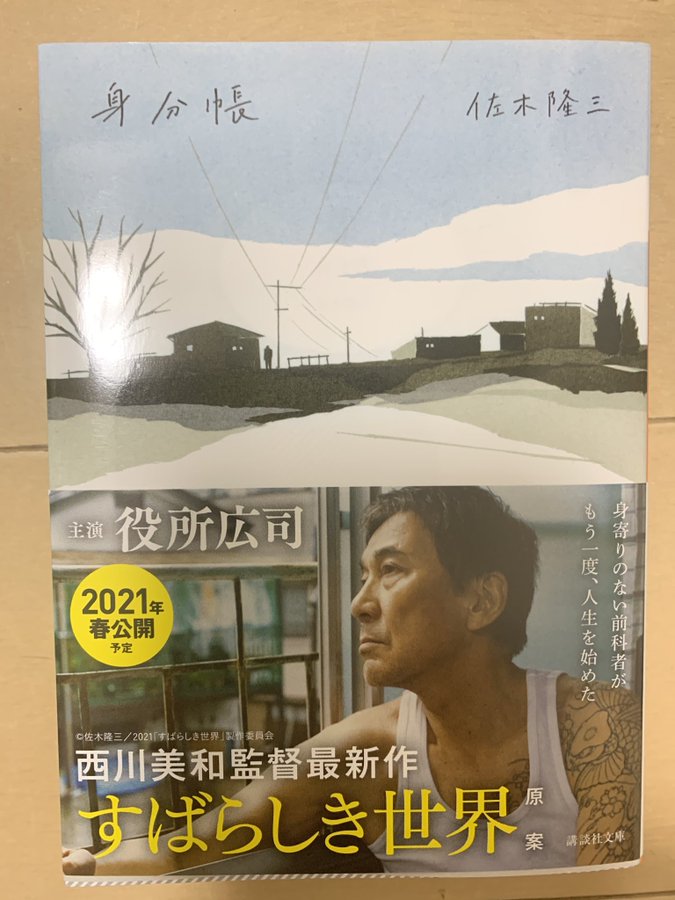 身分帳
佐木隆三
主演 役所広司
身寄りのない前科者が
もう一度、人生を始めた
2021年
春公開
予定
©佐木隆三/2021「すばらしき世界」製作委員会
西川美和監督最新作
すばらしき世界 原案
講談社文庫